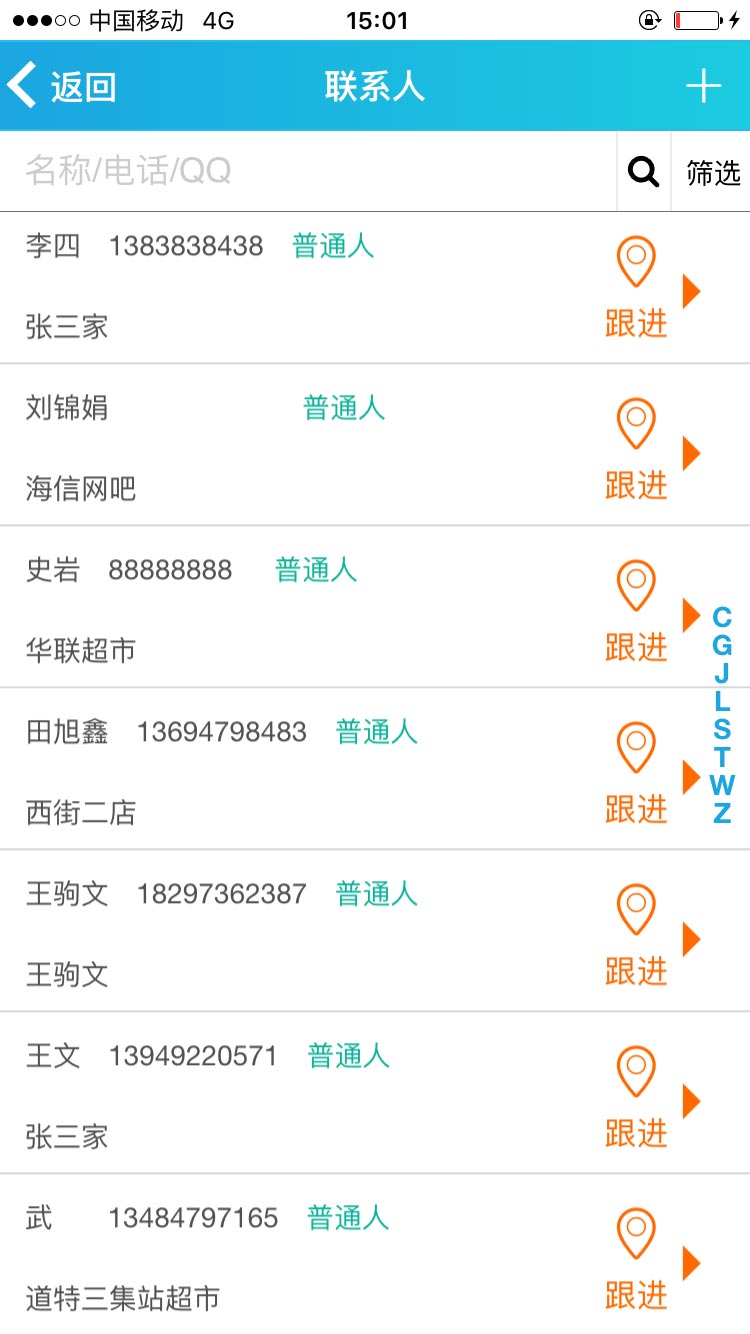 中国移动 4G 15:01
返回 联系人
名称/电话/QQ 筛选
李四 1383838438 普通人
张三家 跟进
刘锦娟 普通人
海信网吧 跟进
史岩 88888888 普通人
华联超市 跟进
田旭鑫 13694798483 普通人
西街二店 跟进
王驹文 18297362387 普通人
王驹文 跟进
王文 13949220571 普通人
张三家 跟进
武 13484797165 普通人
道特三集站超市 跟进
C
G
J
L
S
T
W
Z